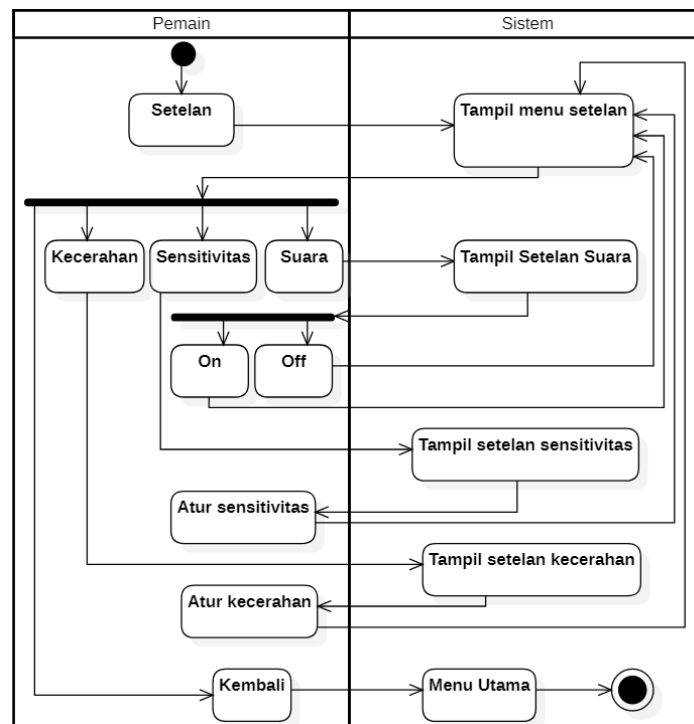 Pemain
Sistem
Setelan
Tampil menu setelan
Kecerahan
Sensitivitas
Suara
Tampil Setelan Suara
On
Off
Tampil setelan sensitivitas
Atur sensitivitas
Tampil setelan kecerahan
Atur kecerahan
Kembali
Menu Utama